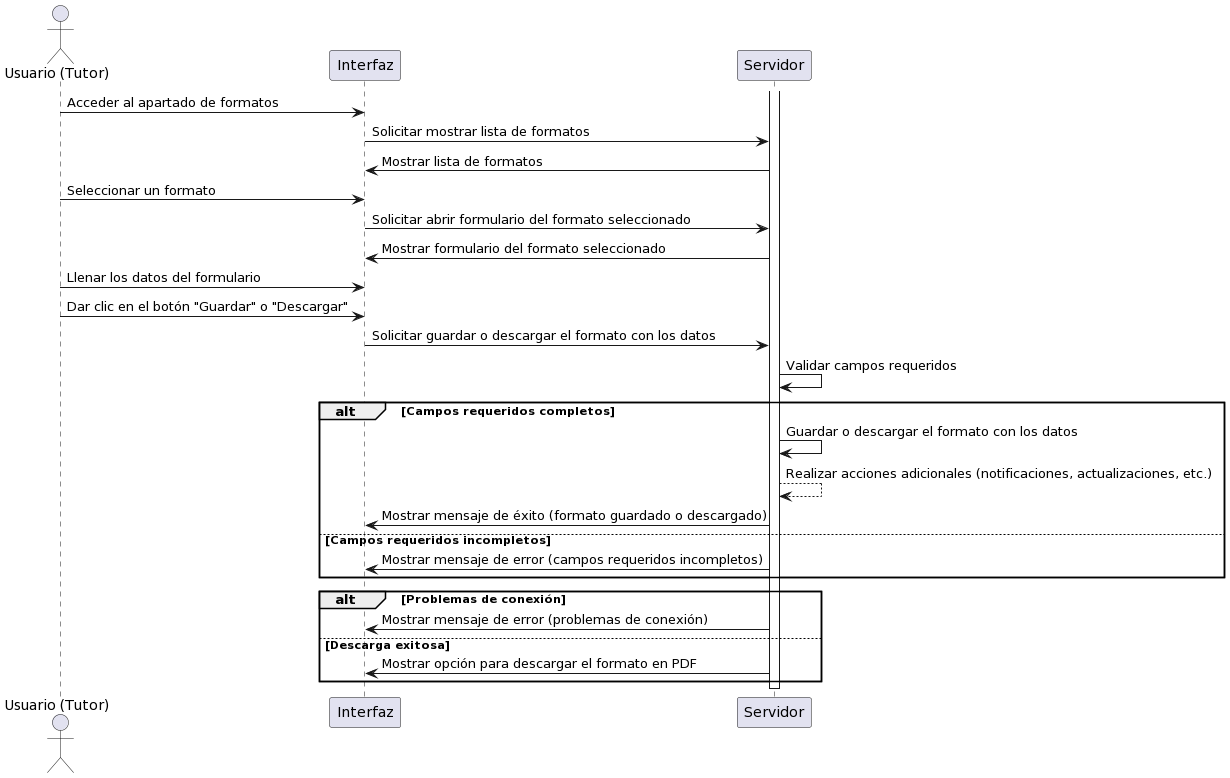 Usuario (Tutor)
Interfaz
Servidor
Acceder al apartado de formatos
Solicitar mostrar lista de formatos
Mostrar lista de formatos
Seleccionar un formato
Solicitar abrir formulario del formato seleccionado
Mostrar formulario del formato seleccionado
Llenar los datos del formulario
Dar clic en el botón "Guardar" o "Descargar"
Solicitar guardar o descargar el formato con los datos
Validar campos requeridos
alt [Campos requeridos completos]
Guardar o descargar el formato con los datos
Realizar acciones adicionales (notificaciones, actualizaciones, etc.)
Mostrar mensaje de éxito (formato guardado o descargado)
[Campos requeridos incompletos]
Mostrar mensaje de error (campos requeridos incompletos)
alt [Problemas de conexión]
Mostrar mensaje de error (problemas de conexión)
[Descarga exitosa]
Mostrar opción para descargar el formato en PDF
Usuario (Tutor)
Interfaz
Servidor